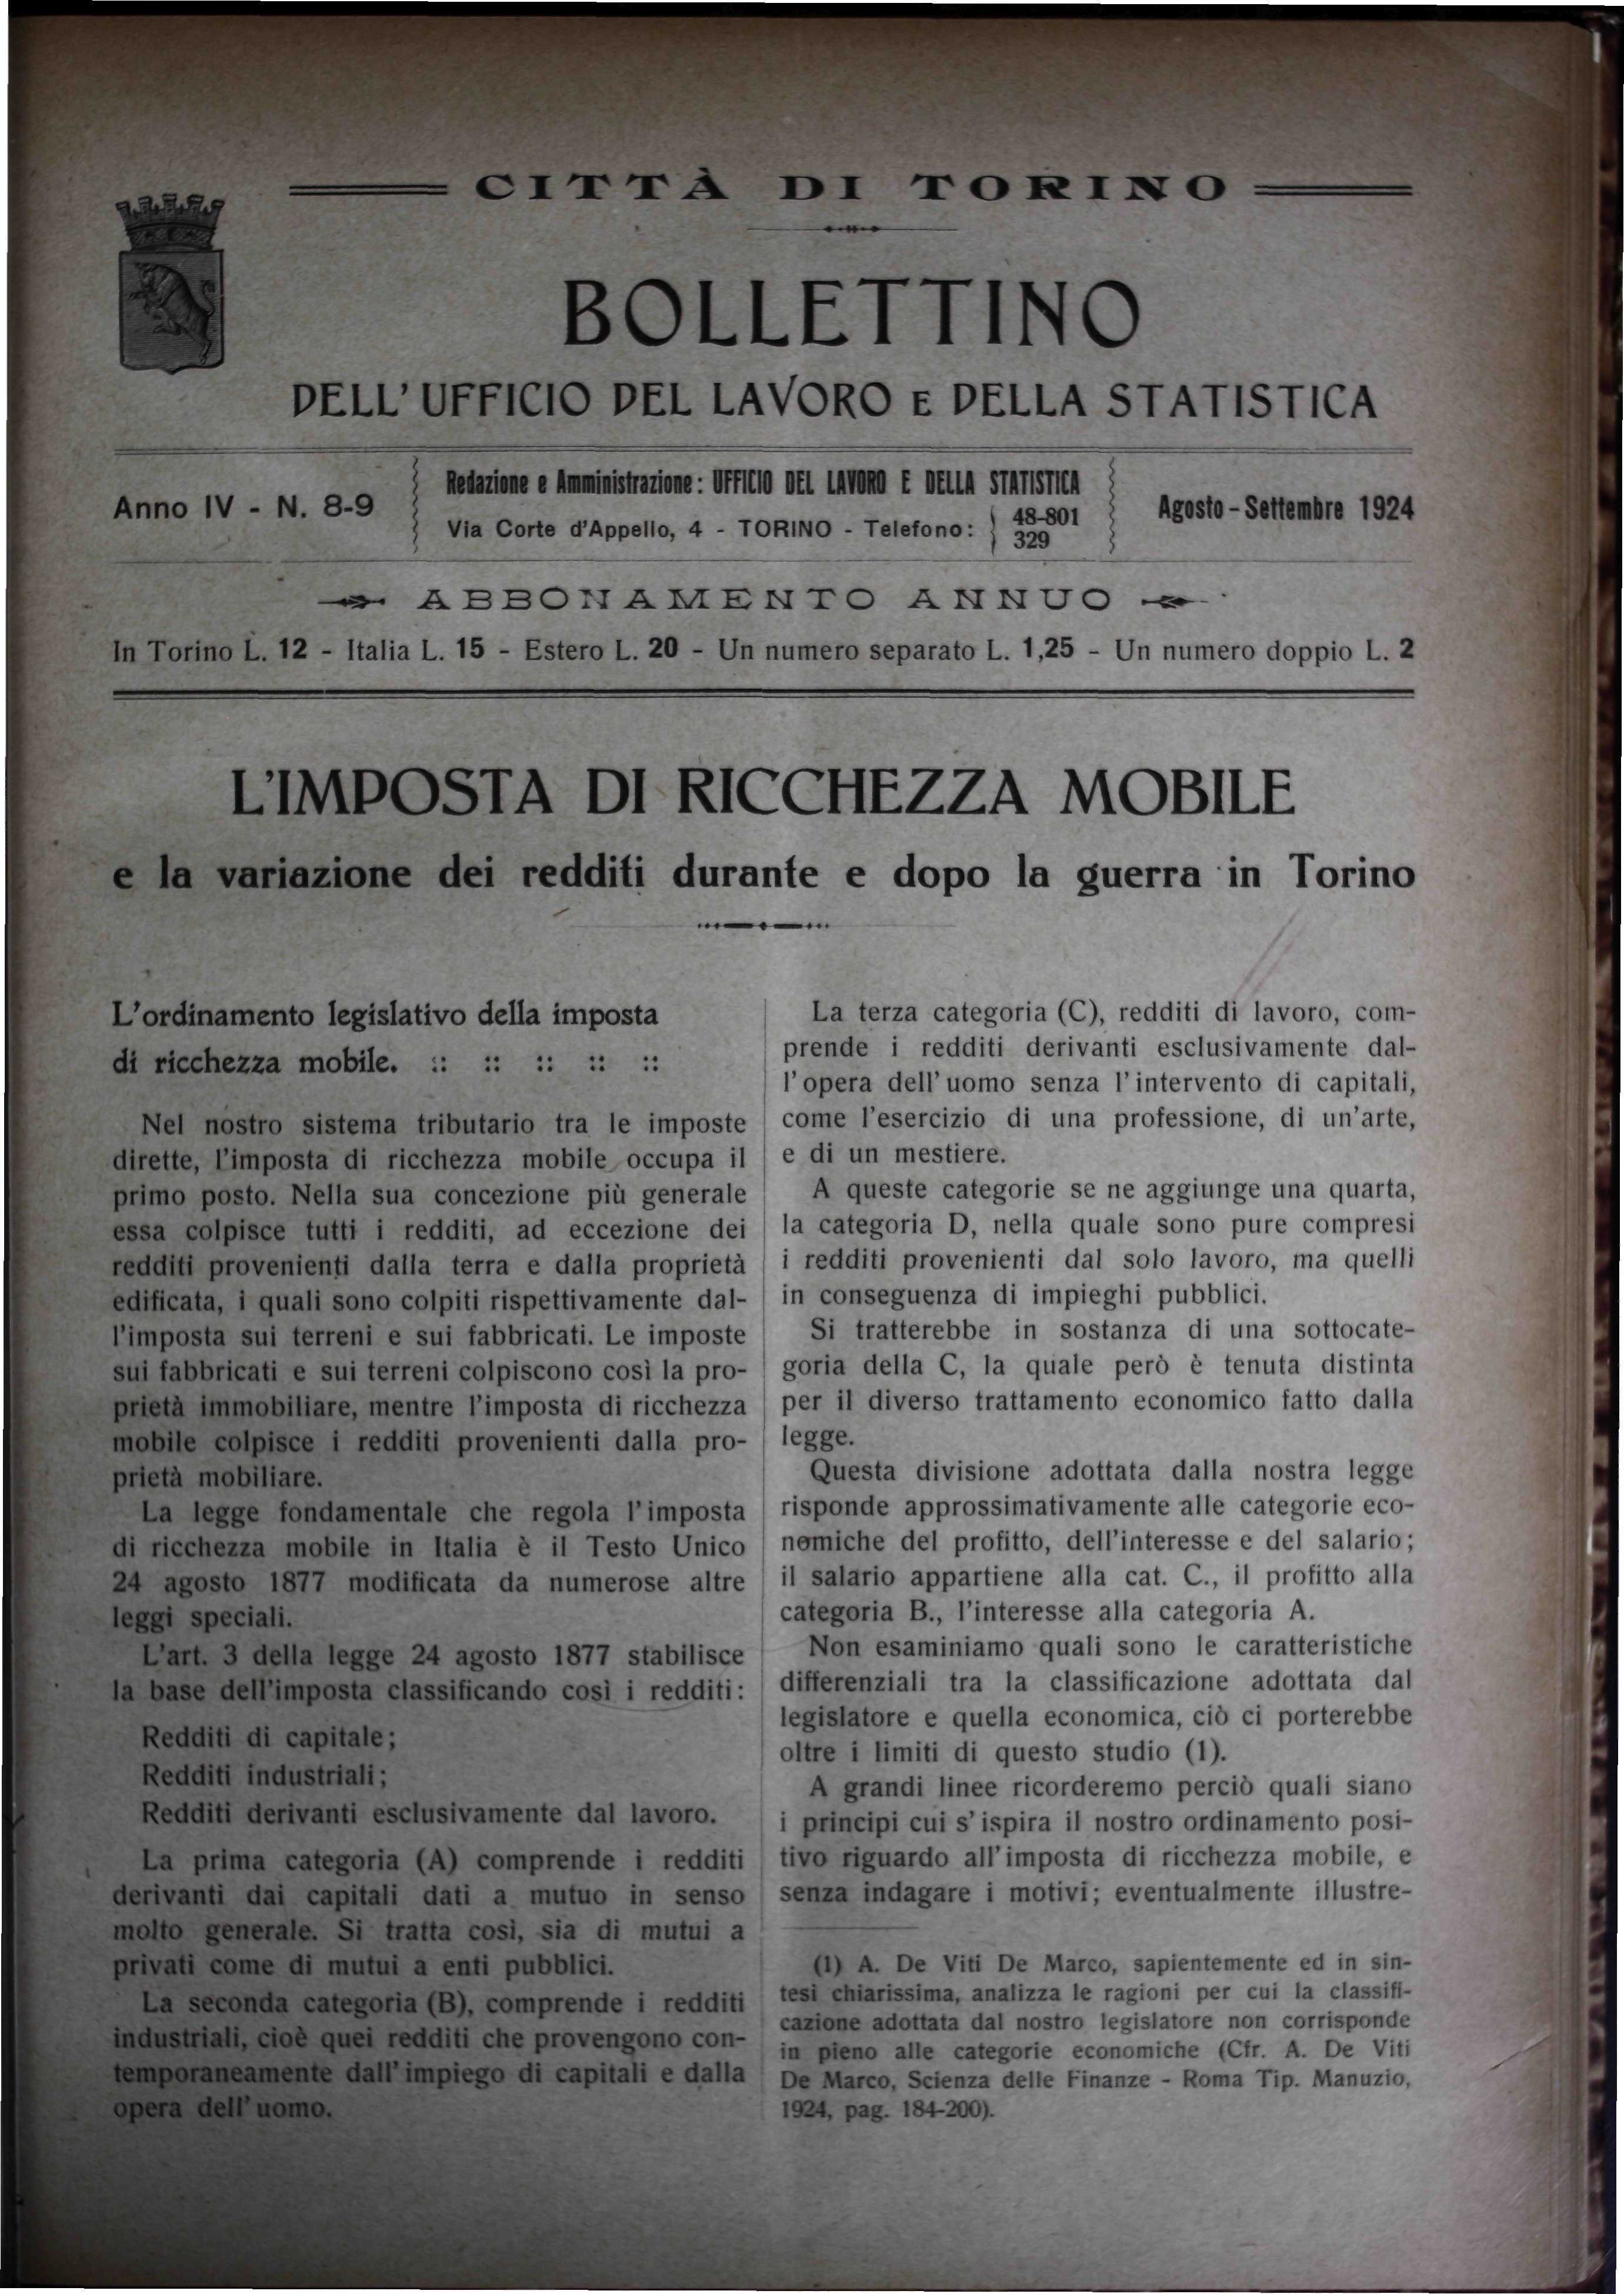 CITTÀ DI TORINO
BOLLETTINO
DELL'UFFICIO DEL LAVORO E DELLA STATISTICA
Anno IV - N. 8-9
Redazione e Amministrazione: UFFICIO DEL LAVORO E DELLA STATISTICA
Via Corte d'Appello, 4 - TORINO - Telefono: 48-801
329
Agosto-Settembre 1924
ABBONAMENTO ANNUO
In Torino L. 12 - Italia L. 15 - Estero L. 20 - Un numero separato L. 1,25 - Un numero doppio L. 2
L'IMPOSTA DI RICCHEZZA MOBILE
e la variazione dei redditi durante e dopo la guerra in Torino
L'ordinamento legislativo della imposta
di ricchezza mobile. :: :: :: :: ::
Nel nostro sistema tributario tra le imposte
dirette, l'imposta di ricchezza mobile occupa il
primo posto. Nella sua concezione più generale
essa colpisce tutti i redditi, ad eccezione dei
redditi provenienti dalla terra e dalla proprietà
edificata, i quali sono colpiti rispettivamente dal-
l'imposta sui terreni e sui fabbricati. Le imposte
sui fabbricati e sui terreni colpiscono così la pro-
prietà immobiliare, mentre l'imposta di ricchezza
mobile colpisce i redditi provenienti dalla pro-
prietà mobiliare.
La legge fondamentale che regola l'imposta
di ricchezza mobile in Italia è il Testo Unico
24 agosto 1877 modificata da numerose altre
leggi speciali.
L'art. 3 della legge 24 agosto 1877 stabilisce
la base dell'imposta classificando così i redditi:
Redditi di capitale;
Redditi industriali;
Redditi derivanti esclusivamente dal lavoro.
La prima categoria (A) comprende i redditi
derivanti dai capitali dati a mutuo in senso
molto generale. Si tratta così, sia di mutui a
privati come di mutui a enti pubblici.
La seconda categoria (B), comprende i redditi
industriali, cioè quei redditi che provengono con-
temporaneamente dall'impiego di capitali e dalla
opera dell'uomo.
La terza categoria (C), redditi di lavoro, com-
prende i redditi derivanti esclusivamente dal-
l'opera dell'uomo senza l'intervento di capitali,
come l'esercizio di una professione, di un'arte,
e di un mestiere.
A queste categorie se ne aggiunge una quarta,
la categoria D, nella quale sono pure compresi
i redditi provenienti dal solo lavoro, ma quelli
in conseguenza di impieghi pubblici.
Si tratterebbe in sostanza di una sottocate-
goria della C, la quale però è tenuta distinta
per il diverso trattamento economico fatto dalla
legge.
Questa divisione adottata dalla nostra legge
risponde approssimativamente alle categorie eco-
nomiche del profitto, dell'interesse e del salario;
il salario appartiene alla cat. C., il profitto alla
categoria B., l'interesse alla categoria A.
Non esaminiamo quali sono le caratteristiche
differenziali tra la classificazione adottata dal
legislatore e quella economica, ciò ci porterebbe
oltre i limiti di questo studio (1).
A grandi linee ricorderemo perciò quali siano
i principi cui s'ispira il nostro ordinamento posi-
tivo riguardo all'imposta di ricchezza mobile, e
senza indagare i motivi; eventualmente illustre-
(1) A. De Viti De Marco, sapientemente ed in sin-
tesi chiarissima, analizza le ragioni per cui la classifi-
cazione adottata dal nostro legislatore non corrisponde
in pieno alle categorie economiche (Cfr. A. De Viti
De Marco, Scienza delle Finanze - Roma Tip. Manuzio,
1924, pag. 184-200).